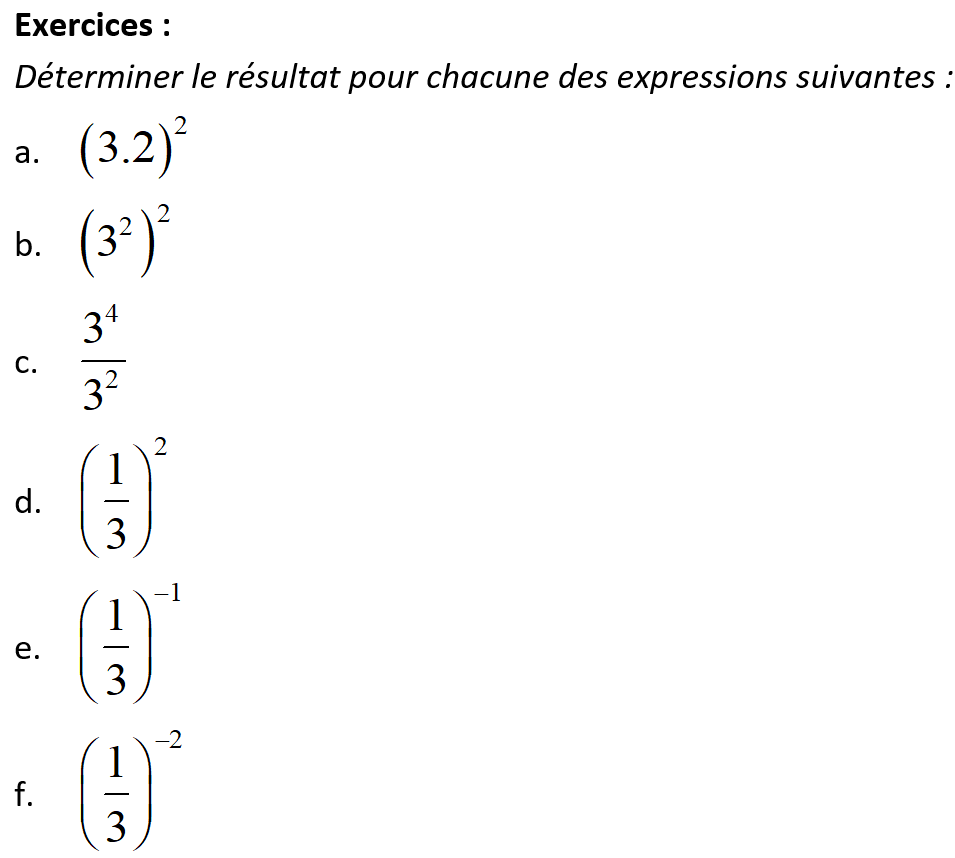 Exercices :
Déterminer le résultat pour chacune des expressions suivantes :
a. (3.2)^2
b. (3^2)^2
c. \frac{3^4}{3^2}
d. \left(\frac{1}{3}\right)^2
e. \left(\frac{1}{3}\right)^{-1}
f. \left(\frac{1}{3}\right)^{-2}